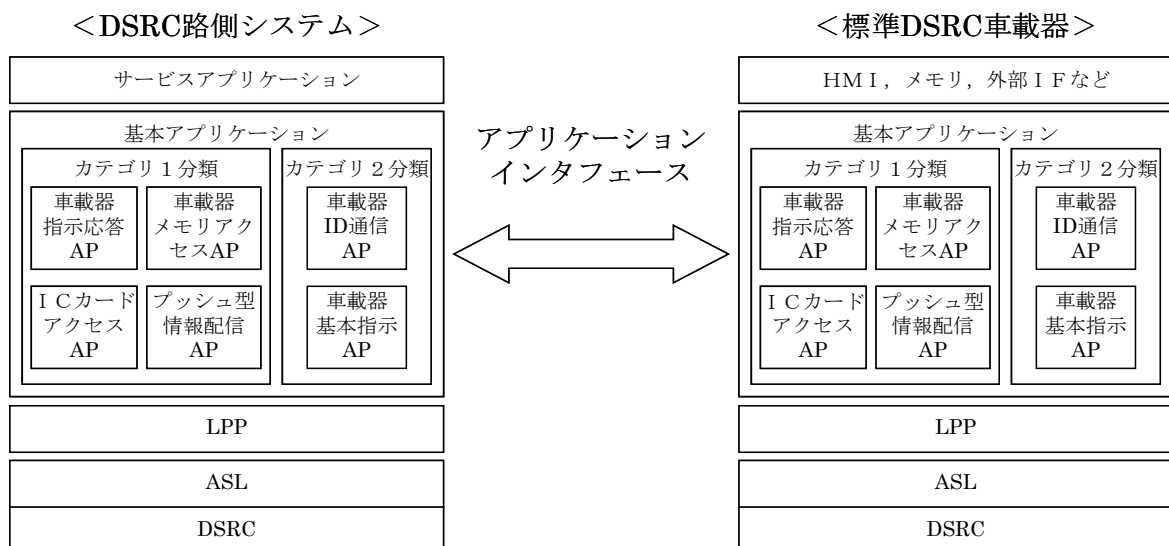 ＜DSRC路側システム＞
サービスアプリケーション
基本アプリケーション
カテゴリ１分類
車載器
指示応答
AP
車載器
メモリアク
セスAP
ＩＣカード
アクセス
AP
プッシュ型
情報配信
AP
カテゴリ２分類
車載器
ID通信
AP
車載器
基本指示
AP
LPP
ASL
DSRC
アプリケーション
インタフェース
＜標準DSRC車載器＞
ＨＭＩ，メモリ，外部ＩＦなど
基本アプリケーション
カテゴリ１分類
車載器
指示応答
AP
車載器
メモリアク
セスAP
ＩＣカード
アクセス
AP
プッシュ型
情報配信
AP
カテゴリ２分類
車載器
ID通信
AP
車載器
基本指示
AP
LPP
ASL
DSRC